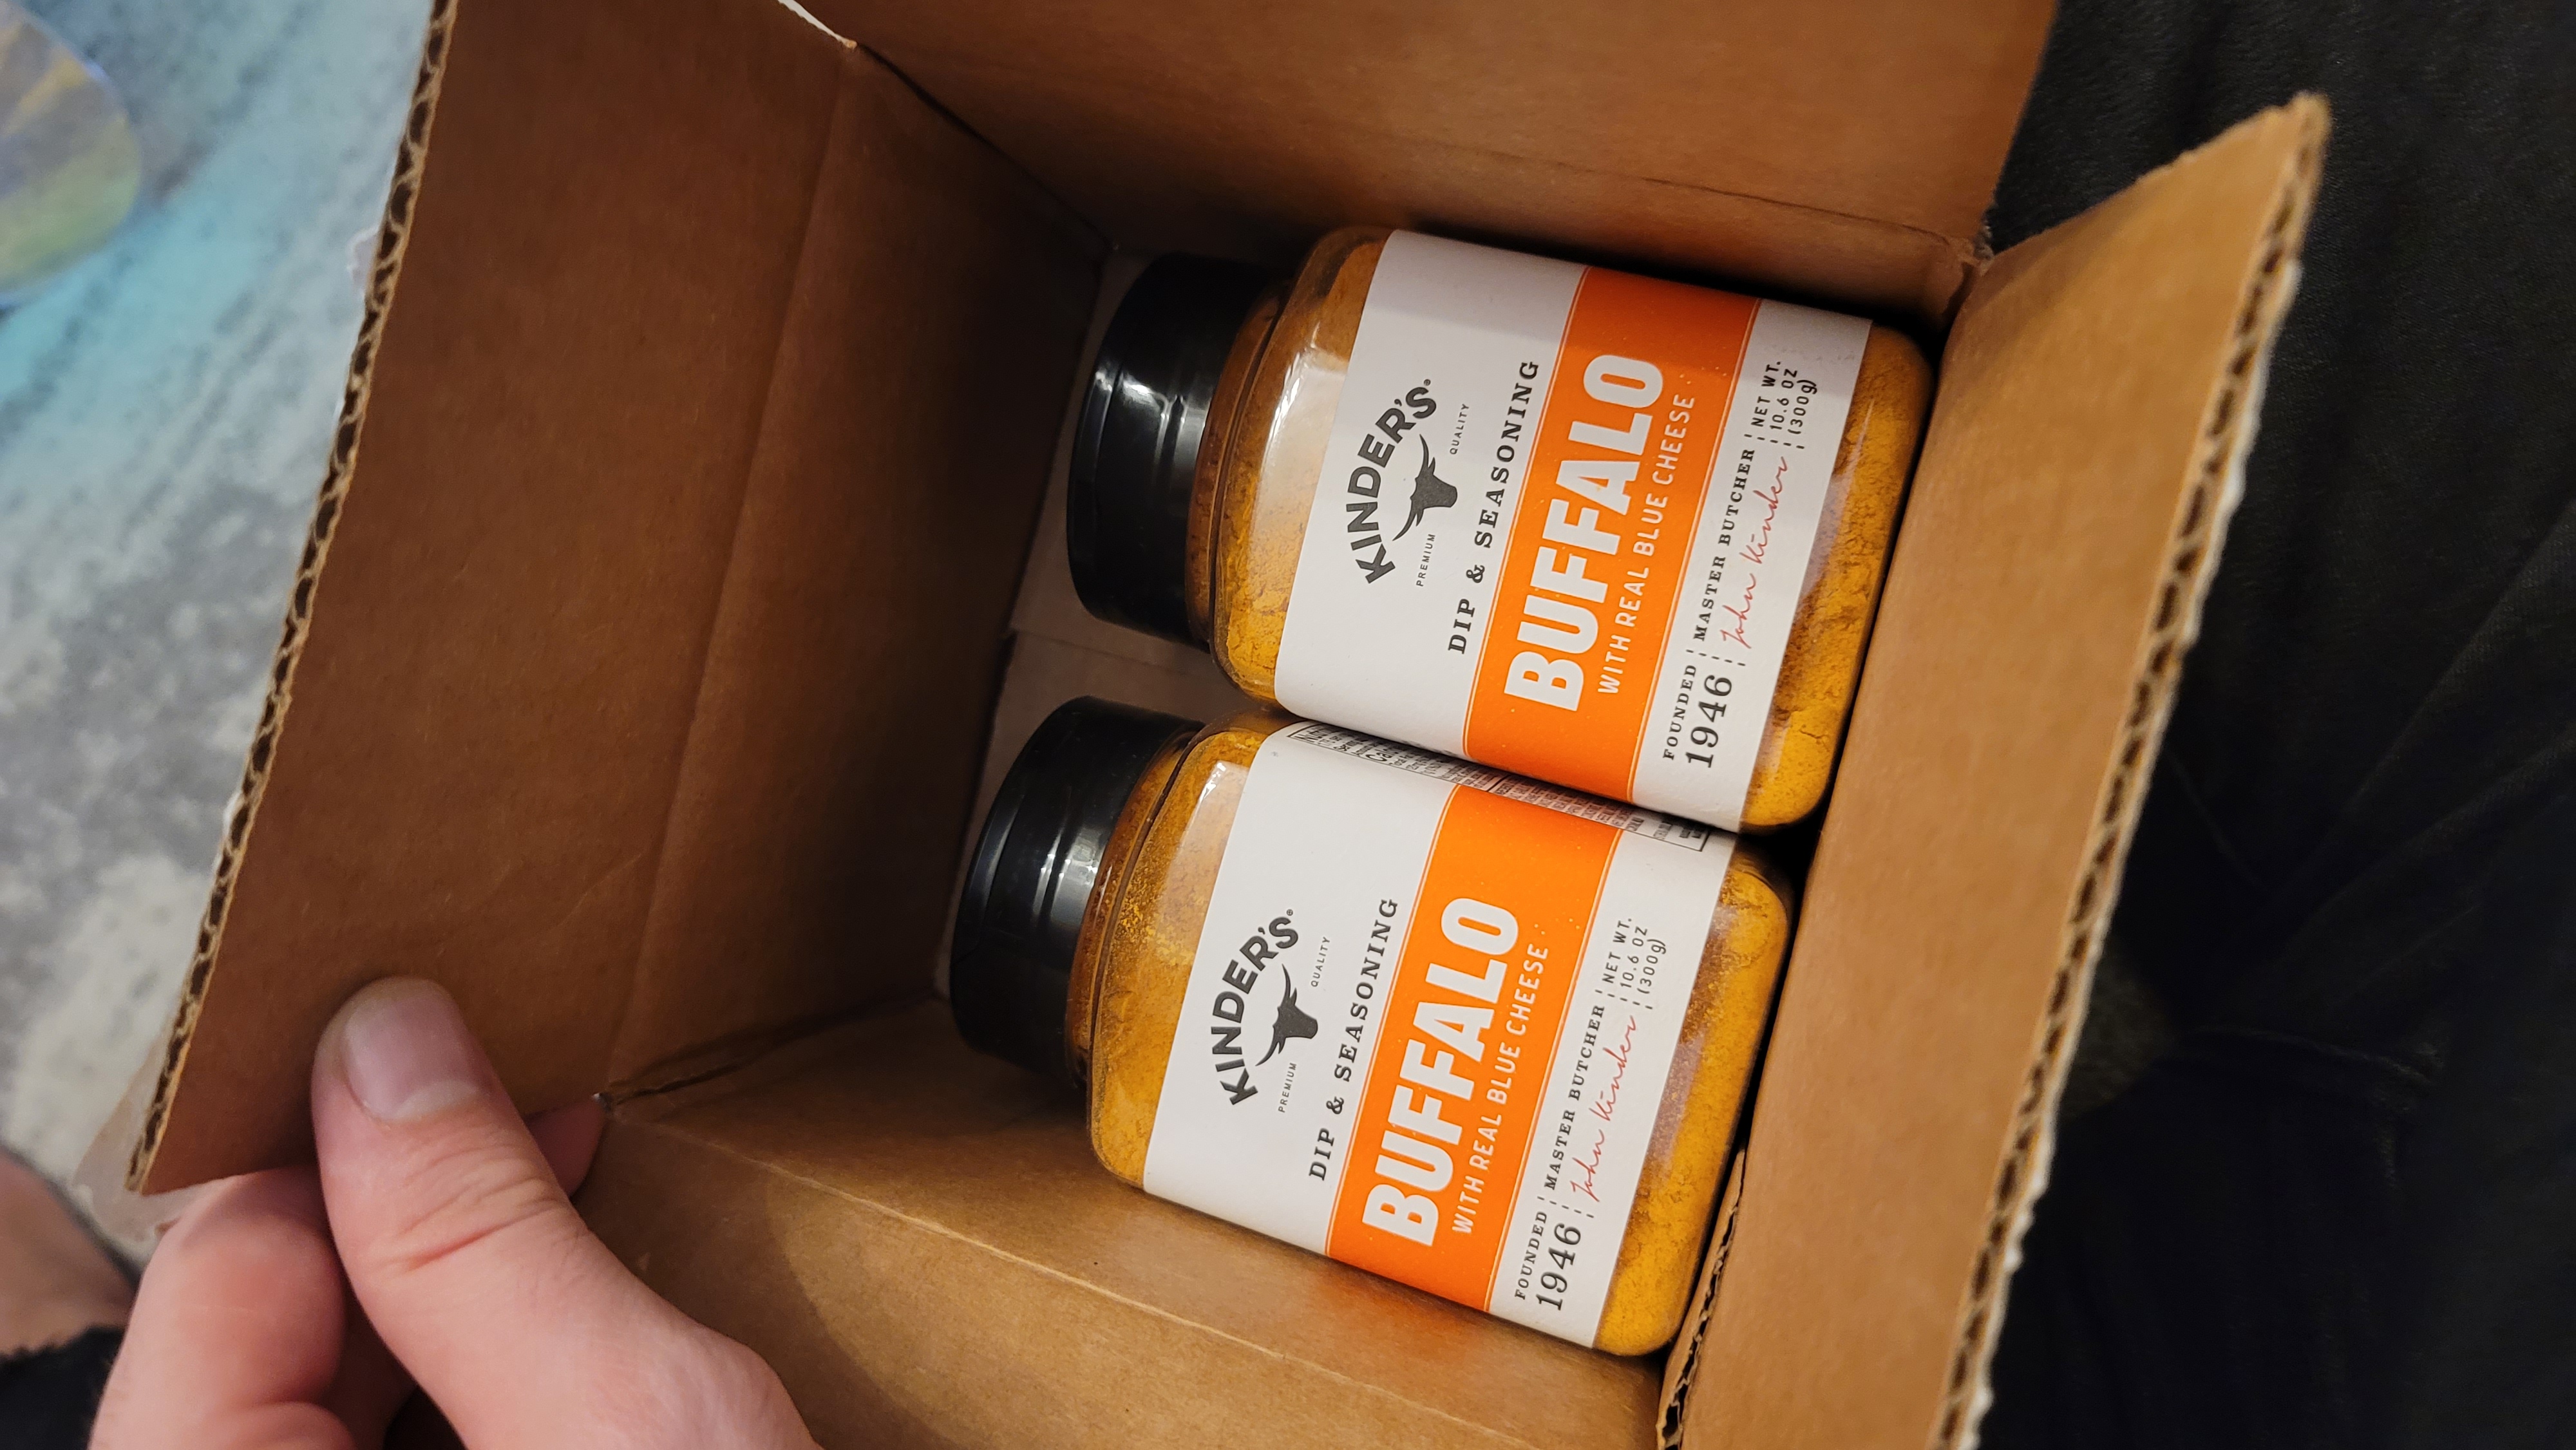 KINDER'S®
PREMIUM QUALITY
DIP & SEASONING
BUFFALO
WITH REAL BLUE CHEESE
FOUNDED
1946
MASTER BUTCHER
John Kinder
NET WT.
10.6 OZ
(300g)
KINDER'S®
PREMIUM QUALITY
DIP & SEASONING
BUFFALO
WITH REAL BLUE CHEESE
FOUNDED
1946
MASTER BUTCHER
John Kinder
NET WT.
10.6 OZ
(300g)